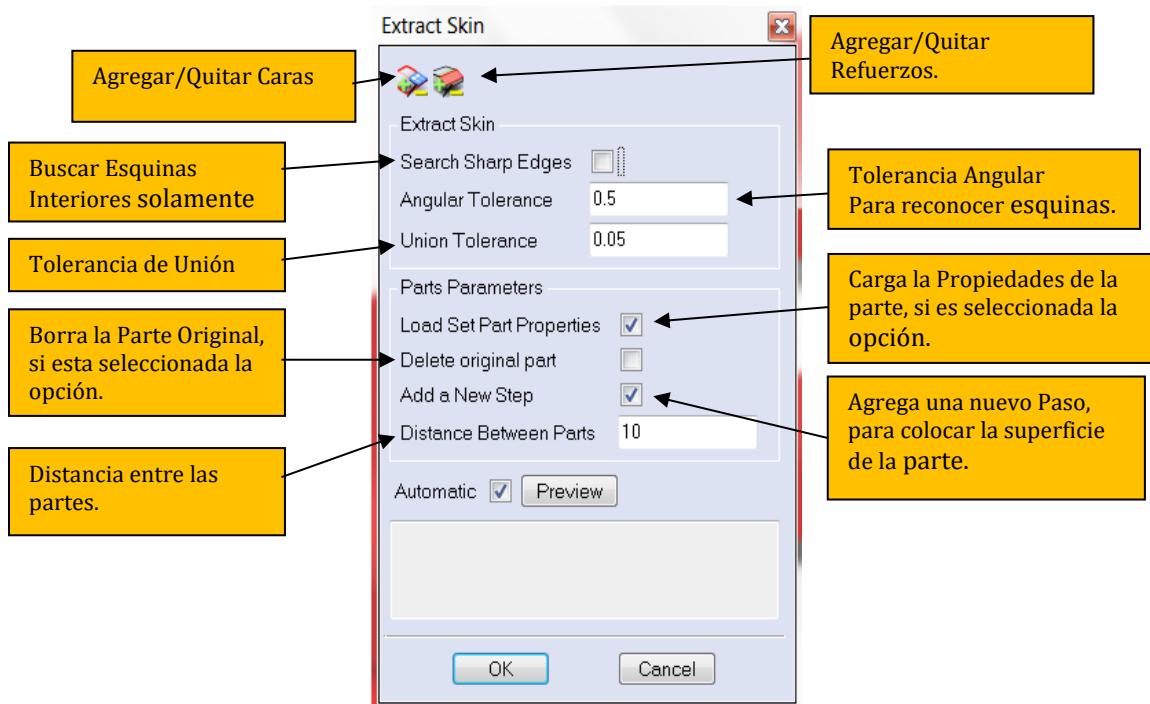 Extract Skin
Agregar/Quitar Caras
Agregar/Quitar
Refuerzos.
Extract Skin
Buscar Esquinas
Interiores solamente
Search Sharp Edges
Angular Tolerance 0.5
Union Tolerance 0.05
Tolerancia Angular
Para reconocer esquinas.
Tolerancia de Unión
Parts Parameters
Load Set Part Properties
Delete original part
Add a New Step
Distance Between Parts 10
Carga la Propiedades de la
parte, si es seleccionada la
opción.
Borra la Parte Original,
si esta seleccionada la
opción.
Agrega una nuevo Paso,
para colocar la superficie
de la parte.
Distancia entre las
partes.
Automatic Preview
OK Cancel